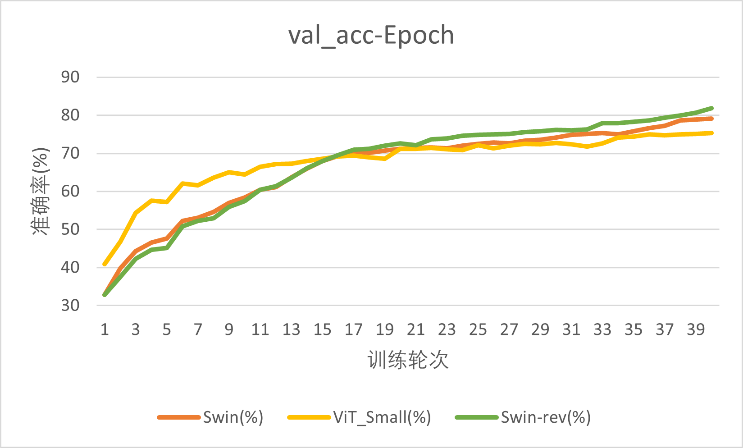 val_acc-Epoch
90
80
70
60
50
40
30
准确率(%)
1 3 5 7 9 11 13 15 17 19 21 23 25 27 29 31 33 35 37 39
训练轮次
Swin(%) ViT_Small(%) Swin-rev(%)